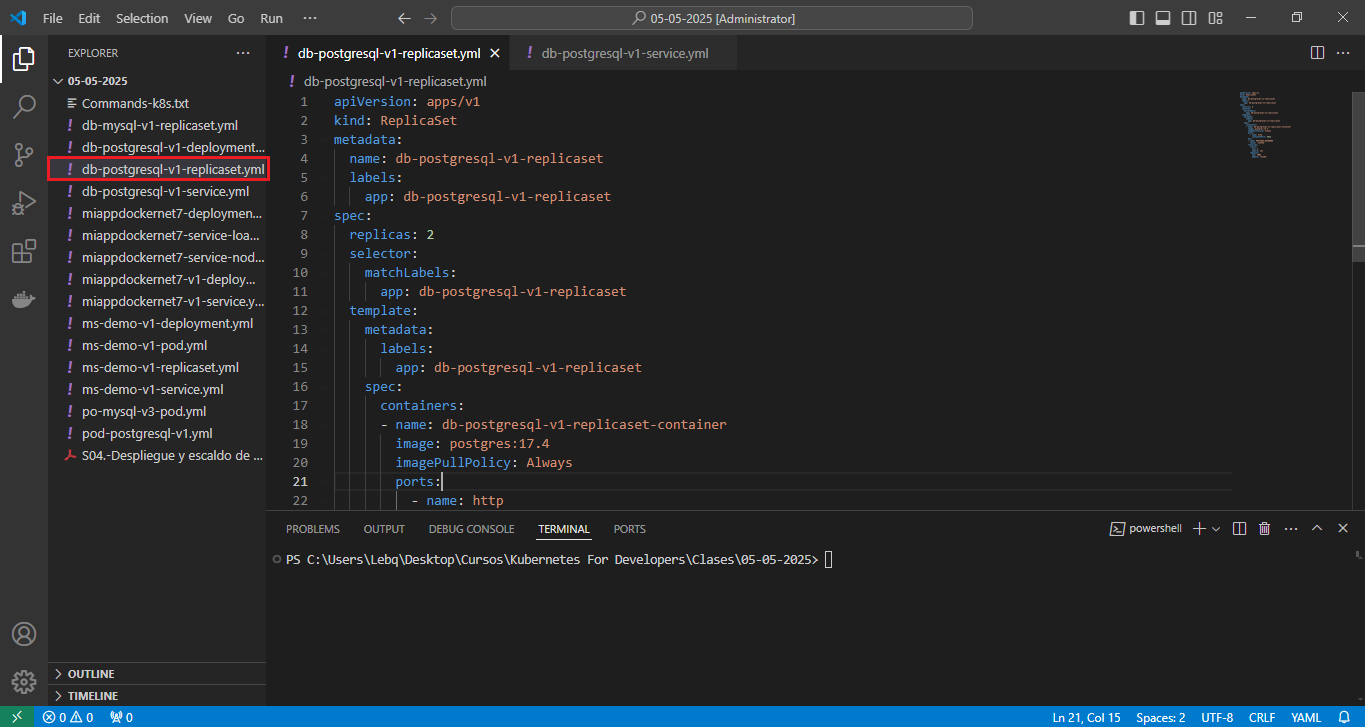 File Edit Selection View Go Run ···
05-05-2025 [Administrator]
EXPLORER ···
05-05-2025
Commands-k8s.txt
db-mysql-v1-replicaset.yml
db-postgresql-v1-deployment...
db-postgresql-v1-replicaset.yml
db-postgresql-v1-service.yml
miappdockernet7-deploymen...
miappdockernet7-service-loa...
miappdockernet7-service-nod...
miappdockernet7-v1-deploy...
miappdockernet7-v1-service.y...
ms-demo-v1-deployment.yml
ms-demo-v1-pod.yml
ms-demo-v1-replicaset.yml
ms-demo-v1-service.yml
po-mysql-v3-pod.yml
pod-postgresql-v1.yml
S04.-Despliegue y escaldo de ...
OUTLINE
TIMELINE
! db-postgresql-v1-replicaset.yml ! db-postgresql-v1-service.yml
! db-postgresql-v1-replicaset.yml
1 apiVersion: apps/v1
2 kind: ReplicaSet
3 metadata:
4 name: db-postgresql-v1-replicaset
5 labels:
6 app: db-postgresql-v1-replicaset
7 spec:
8 replicas: 2
9 selector:
10 matchLabels:
11 app: db-postgresql-v1-replicaset
12 template:
13 metadata:
14 labels:
15 app: db-postgresql-v1-replicaset
16 spec:
17 containers:
18 - name: db-postgresql-v1-replicaset-container
19 image: postgres:17.4
20 imagePullPolicy: Always
21 ports:
22 - name: http
PROBLEMS OUTPUT DEBUG CONSOLE TERMINAL PORTS
powershell
PS C:\Users\Lebq\Desktop\Cursos\Kubernetes For Developers\Clases\05-05-2025>
0 0 0
Ln 21, Col 15 Spaces: 2 UTF-8 CRLF YAML